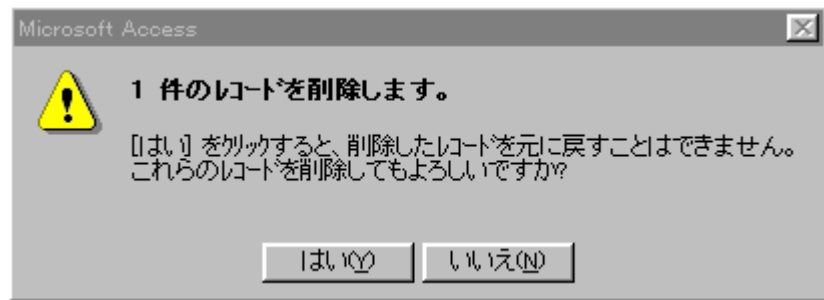 Microsoft Access
1 件のﾚｺｰﾄﾞを削除します。
[はい] をｸﾘｯｸすると、削除したﾚｺｰﾄﾞを元に戻すことはできません。
これらのﾚｺｰﾄﾞを削除してもよろしいですか?
はい(Y) いいえ(N)